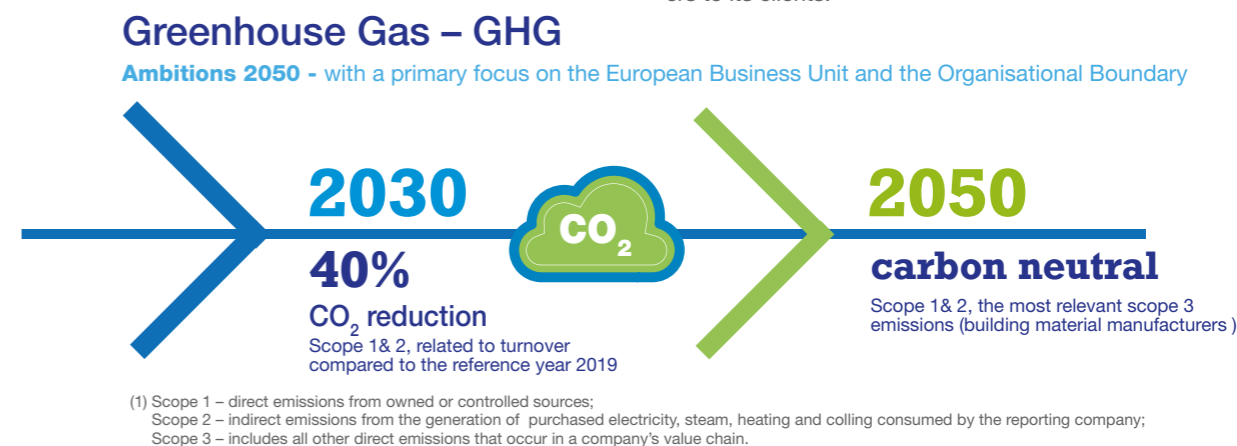 Greenhouse Gas – GHG
Ambitions 2050 - with a primary focus on the European Business Unit and the Organisational Boundary
2030
40%
CO₂ reduction
Scope 1& 2, related to turnover
compared to the reference year 2019
CO₂
2050
carbon neutral
Scope 1& 2, the most relevant scope 3
emissions (building material manufacturers )
(1) Scope 1 – direct emissions from owned or controlled sources;
Scope 2 – indirect emissions from the generation of purchased electricity, steam, heating and colling consumed by the reporting company;
Scope 3 – includes all other direct emissions that occur in a company's value chain.